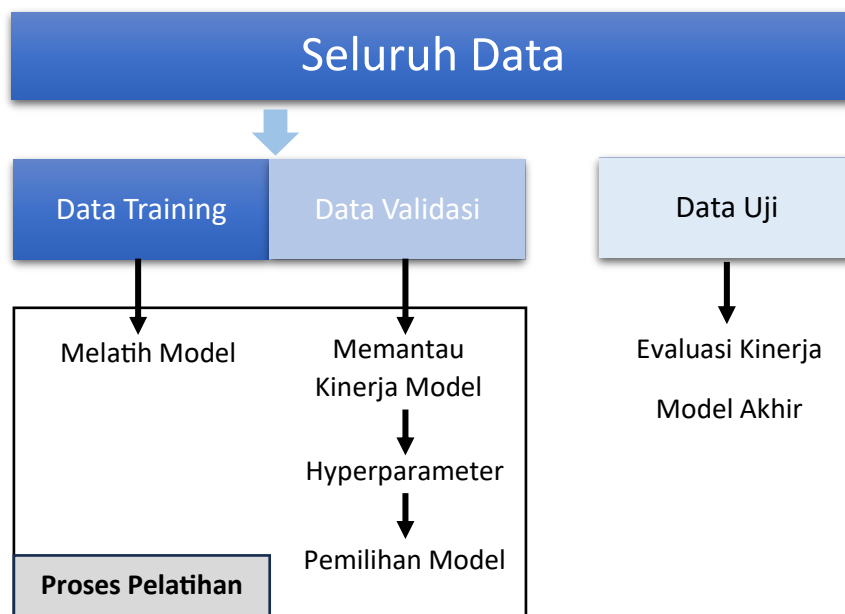 Seluruh Data
Data Training
Data Validasi
Data Uji
Melatih Model
Memantau
Kinerja Model
Hyperparameter
Pemilihan Model
Evaluasi Kinerja
Model Akhir
Proses Pelatihan